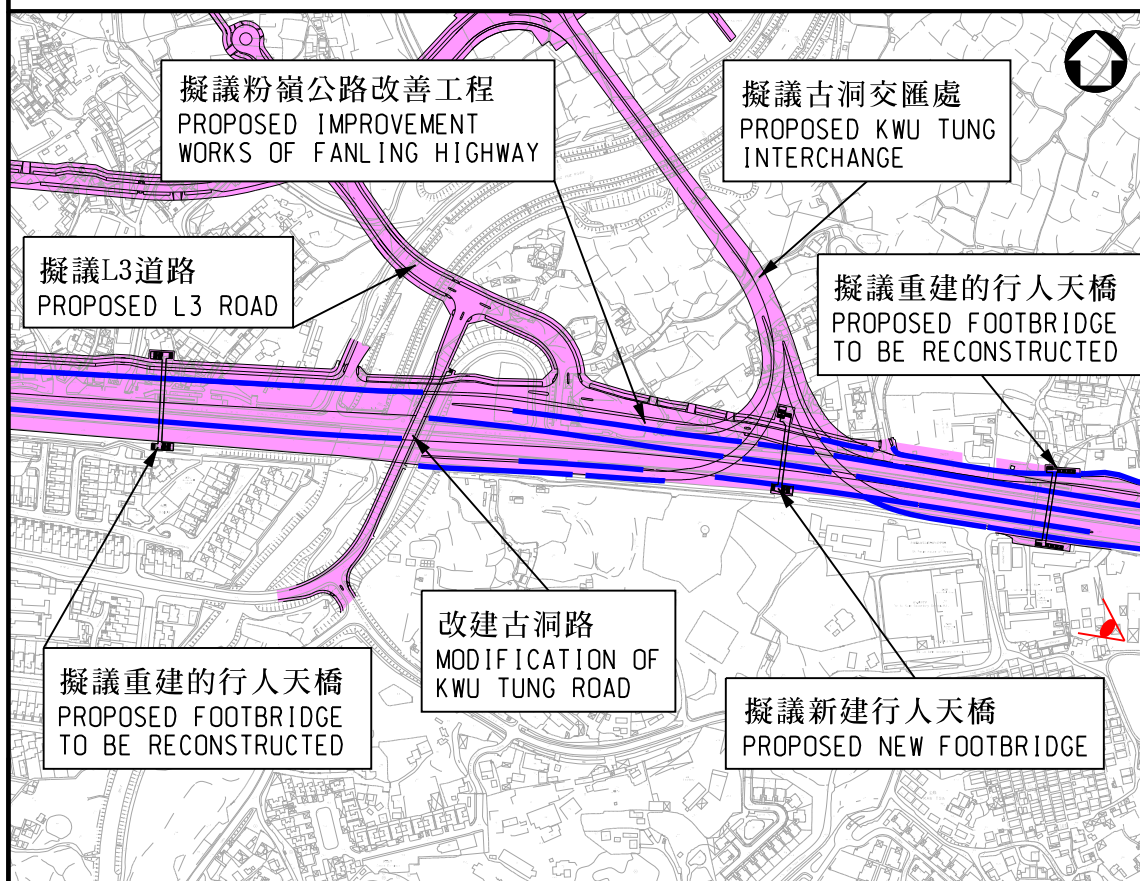 擬議粉嶺公路改善工程
PROPOSED IMPROVEMENT
WORKS OF FANLING HIGHWAY
擬議古洞交匯處
PROPOSED KWU TUNG
INTERCHANGE
擬議L3道路
PROPOSED L3 ROAD
擬議重建的行人天橋
PROPOSED FOOTBRIDGE
TO BE RECONSTRUCTED
改建古洞路
MODIFICATION OF
KWU TUNG ROAD
擬議重建的行人天橋
PROPOSED FOOTBRIDGE
TO BE RECONSTRUCTED
擬議新建行人天橋
PROPOSED NEW FOOTBRIDGE